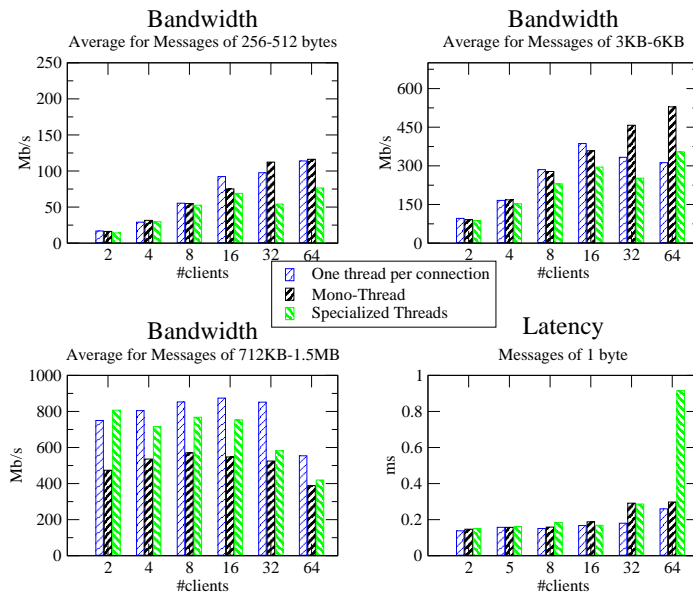 Bandwidth
Average for Messages of 256-512 bytes
250
200
150
100
50
0
Mb/s
2 4 8 16 32 64
#clients
Bandwidth
Average for Messages of 3KB-6KB
600
450
300
150
0
Mb/s
2 4 8 16 32 64
#clients
One thread per connection
Mono-Thread
Specialized Threads
Bandwidth
Average for Messages of 712KB-1.5MB
1000
800
600
400
200
0
Mb/s
2 4 8 16 32 64
#clients
Latency
Messages of 1 byte
1
0.8
0.6
0.4
0.2
0
ms
2 5 8 16 32 64
#clients